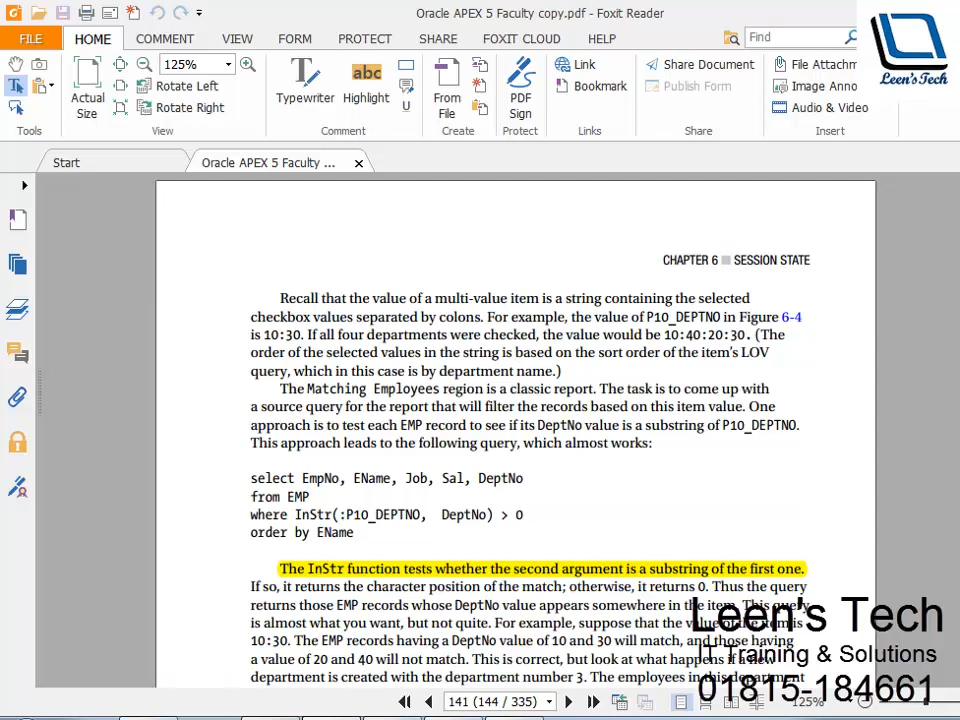 Oracle APEX 5 Faculty copy.pdf - Foxit Reader
FILE HOME COMMENT VIEW FORM PROTECT SHARE FOXIT CLOUD HELP Find
Leen's Tech
125% Link Share Document File Attachm
Actual Size
Rotate Left
Rotate Right
Typewriter abc Highlight U
From File
PDF Sign
Bookmark Publish Form Image Anno
Audio & Video
Tools View Comment Create Protect Links Share Insert
Start Oracle APEX 5 Faculty ...
CHAPTER 6 ■ SESSION STATE
Recall that the value of a multi-value item is a string containing the selected
checkbox values separated by colons. For example, the value of P10_DEPTNO in Figure 6-4
is 10:30. If all four departments were checked, the value would be 10:40:20:30. (The
order of the selected values in the string is based on the sort order of the item's LOV
query, which in this case is by department name.)
The Matching Employees region is a classic report. The task is to come up with
a source query for the report that will filter the records based on this item value. One
approach is to test each EMP record to see if its DeptNo value is a substring of P10_DEPTNO.
This approach leads to the following query, which almost works:
select EmpNo, EName, Job, Sal, DeptNo
from EMP
where InStr(:P10_DEPTNO, DeptNo) > 0
order by EName
The InStr function tests whether the second argument is a substring of the first one.
If so, it returns the character position of the match; otherwise, it returns 0. Thus the query
returns those EMP records whose DeptNo value appears somewhere in the item. This query
is almost what you want, but not quite. For example, suppose that the value of the item is
10:30. The EMP records having a DeptNo value of 10 and 30 will match, and those having
a value of 20 and 40 will not match. This is correct, but look at what happens if a new
department is created with the department number 3. The employees in this department
Leen's Tech
IT Training & Solutions
01815-184661
141 (144 / 335) 125%